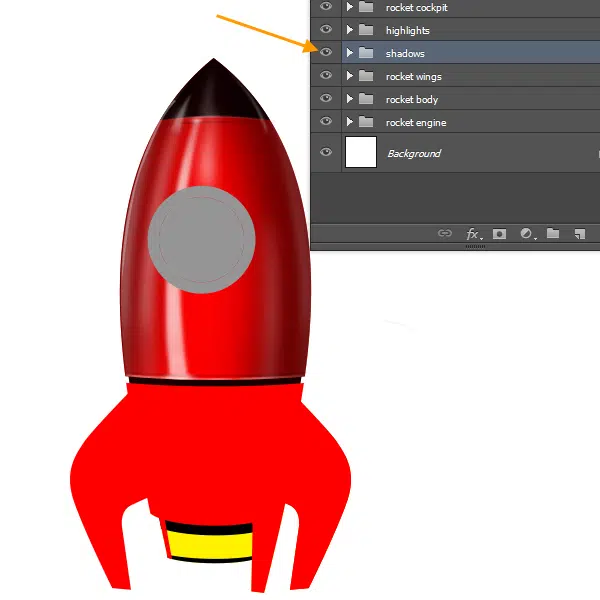 rocket cockpit
highlights
shadows
rocket wings
rocket body
rocket engine
Background
fx